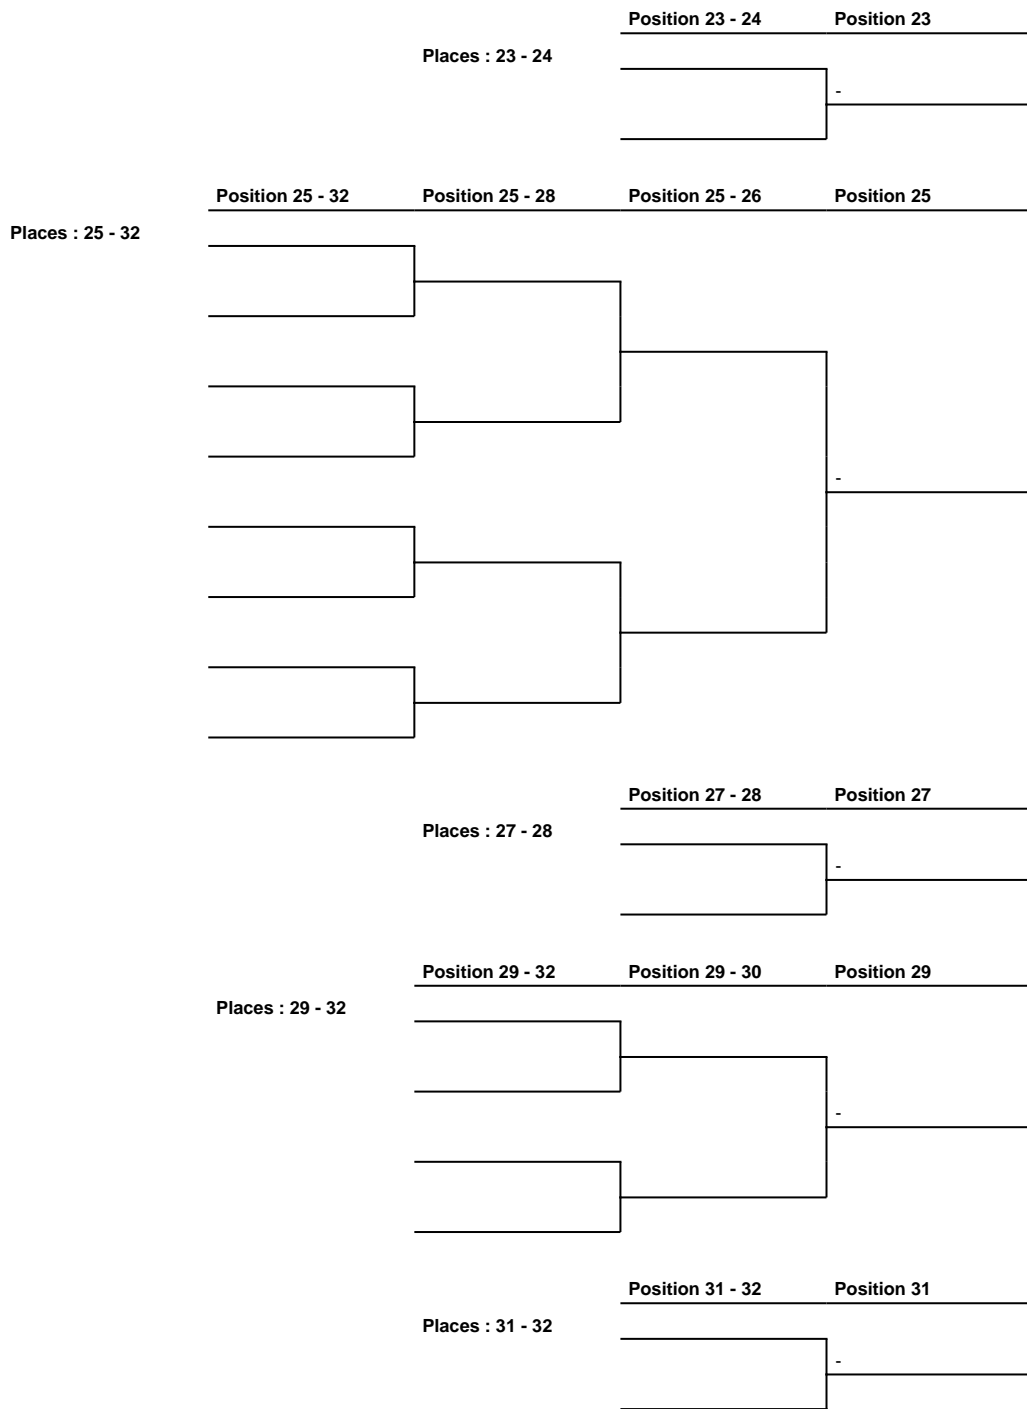 Position 23 - 24 Position 23
Places : 23 - 24
-
Position 25 - 32 Position 25 - 28 Position 25 - 26 Position 25
Places : 25 - 32
-
Position 27 - 28 Position 27
Places : 27 - 28
-
Position 29 - 32 Position 29 - 30 Position 29
Places : 29 - 32
-
Position 31 - 32 Position 31
Places : 31 - 32
-